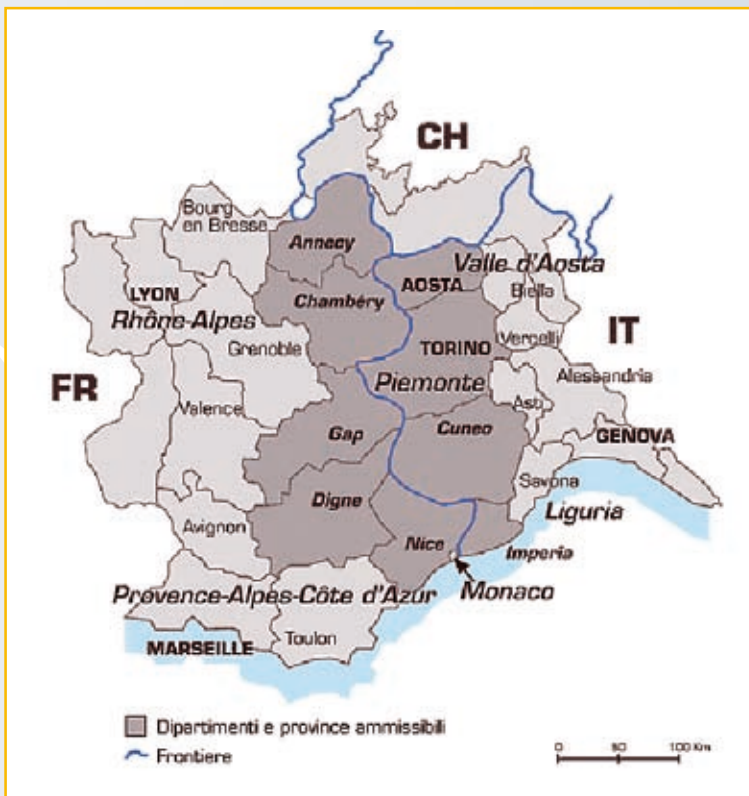 CH
Bourg
en Bresse
Annecy
Valle d'Aosta
AOSTA
LYON
Chambéry
Biella
Rhône-Alpes
IT
Grenoble
TORINO
Vercelli
FR
Piemonte
Alessandria
Valence
Asti
Gap
Cuneo
GENOVA
Savona
Digne
Liguria
Avignon
Nice
Imperia
Provence-Alpes-Côte d'Azur
Monaco
Toulon
MARSEILLE
Dipartimenti e province ammissibili
Frontiere
0 50 100 Km